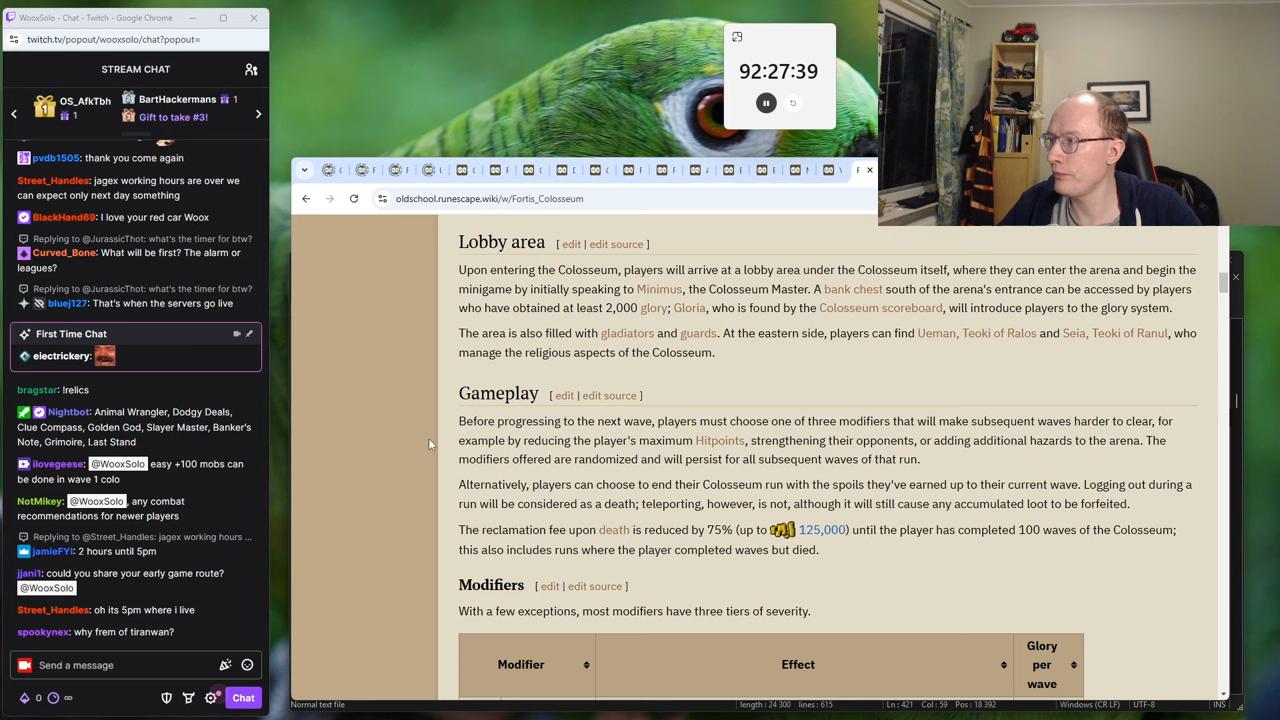 WooxSolo - Chat - Twitch - Google Chrome
twitch.tv/popout/wooxsolo/chat?popout=
STREAM CHAT
OS_AfkTbh
1
BartHackermans 1
Gift to take #3!
pvdb1505: thank you come again
Street_Handles: jagex working hours are over we
can expect only next day something
BlackHand69: I love your red car Woox
Replying to @JurassicThot: what's the timer for btw?
Curved_Bone: What will be first? The alarm or
leagues?
Replying to @JurassicThot: what's the timer for btw?
bluej127: That's when the servers go live
First Time Chat
eiectrickery:
bragstar: !relics
Nightbot: Animal Wrangler, Dodgy Deals,
Clue Compass, Golden God, Slayer Master, Banker's
Note, Grimoire, Last Stand
ilovegeese: @WooxSolo easy +100 mobs can
be done in wave 1 colo
NotMikey: @WooxSolo, any combat
recommendations for newer players
Replying to @Street_Handles: jagex working hours ...
jamieFYI: 2 hours until 5pm
jjani1: could you share your early game route?
@WooxSolo
Street_Handles: oh its 5pm where i live
spookynex: why frem of tiranwan?
Send a message
0 ∞
Chat
92:27:39
oldschool.runescape.wiki/w/Fortis_Colosseum
Lobby area [ edit | edit source ]
Upon entering the Colosseum, players will arrive at a lobby area under the Colosseum itself, where they can enter the arena and begin the
minigame by initially speaking to Minimus, the Colosseum Master. A bank chest south of the arena's entrance can be accessed by players
who have obtained at least 2,000 glory; Gloria, who is found by the Colosseum scoreboard, will introduce players to the glory system.
The area is also filled with gladiators and guards. At the eastern side, players can find Ueman, Teoki of Ralos and Seia, Teoki of Ranul, who
manage the religious aspects of the Colosseum.
Gameplay [ edit | edit source ]
Before progressing to the next wave, players must choose one of three modifiers that will make subsequent waves harder to clear, for
example by reducing the player's maximum Hitpoints, strengthening their opponents, or adding additional hazards to the arena. The
modifiers offered are randomized and will persist for all subsequent waves of that run.
Alternatively, players can choose to end their Colosseum run with the spoils they've earned up to their current wave. Logging out during a
run will be considered as a death; teleporting, however, is not, although it will still cause any accumulated loot to be forfeited.
The reclamation fee upon death is reduced by 75% (up to 125,000) until the player has completed 100 waves of the Colosseum;
this also includes runs where the player completed waves but died.
Modifiers [ edit | edit source ]
With a few exceptions, most modifiers have three tiers of severity.
Modifier
Effect
Glory
per
wave
Normal text file
length : 24 300 lines : 615
Ln : 421 Col : 59 Pos : 18 392
Windows (CR LF)
UTF-8
INS